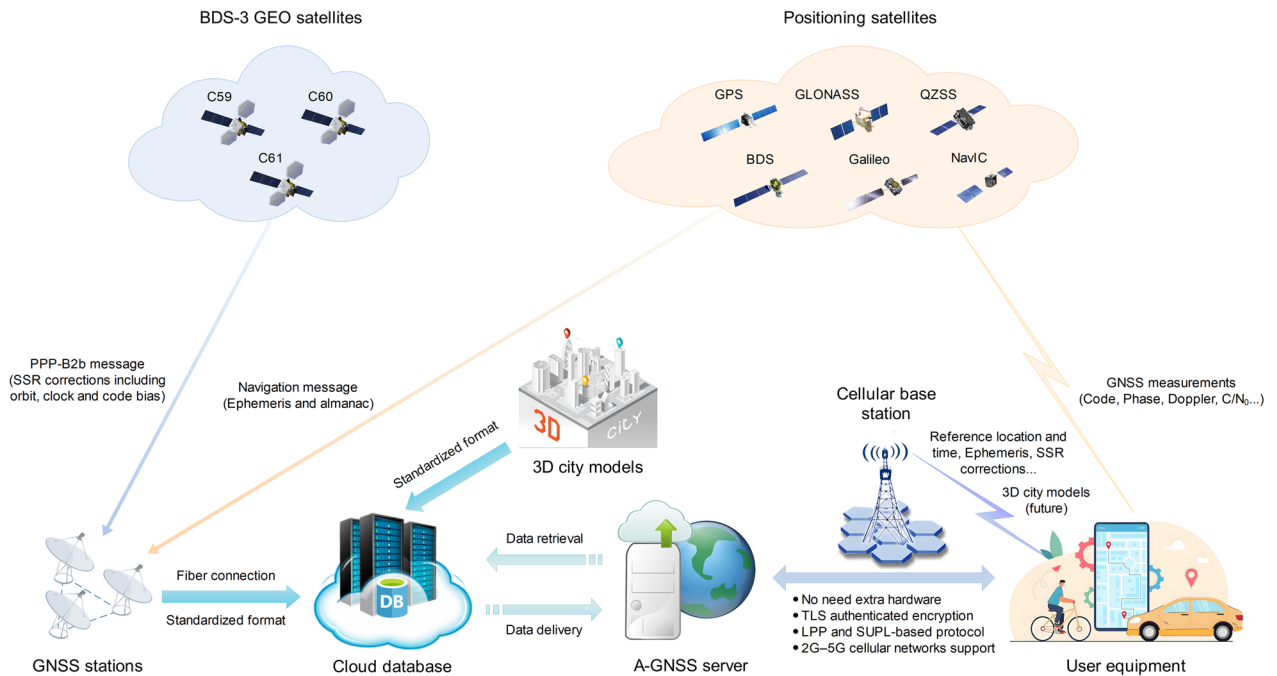 BDS-3 GEO satellites
Positioning satellites
C59
C60
C61
GPS
GLONASS
QZSS
BDS
Galileo
NavIC
PPP-B2b message
(SSR corrections including
orbit, clock and code bias)
Navigation message
(Ephemeris and almanac)
3D
CITY
3D city models
Standardized format
Cellular base
station
GNSS measurements
(Code, Phase, Doppler, C/N₀...)
Reference location and
time, Ephemeris, SSR
corrections...
3D city models
(future)
Fiber connection
Standardized format
DB
Data retrieval
Data delivery
• No need extra hardware
• TLS authenticated encryption
• LPP and SUPL-based protocol
• 2G–5G cellular networks support
GNSS stations
Cloud database
A-GNSS server
User equipment